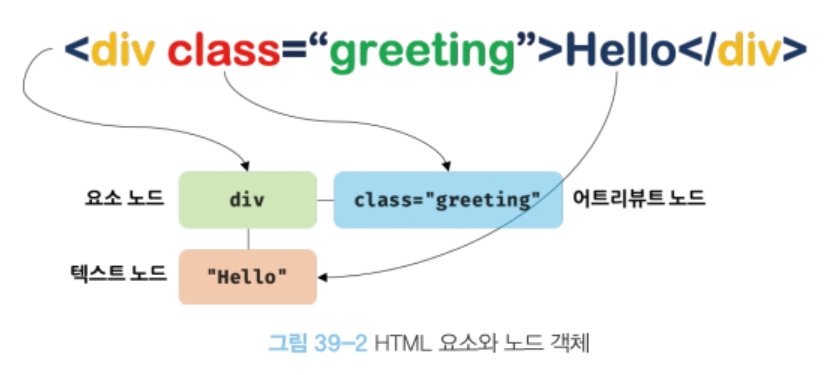 <div class=“greeting”>Hello</div>
요소 노드 div class="greeting" 어트리뷰트 노드
텍스트 노드 "Hello"
그림 39-2 HTML 요소와 노드 객체